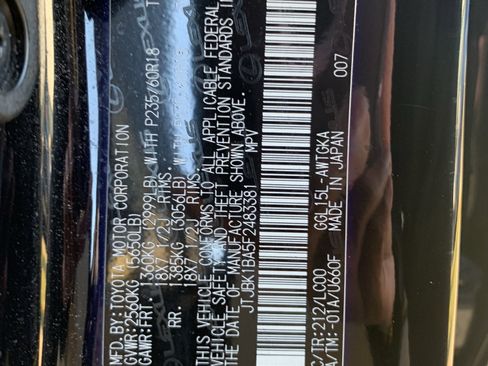 MFD.BY:TOYOTA MOTOR CORPORATION
GVWR:2560KG (5650LB)
GAWR:FRT: 1360KG (2999LB) WITH P235/60R18
18X7 1/2J RIMS,
RR. 1385KG (3056LB)
18X7 1/2J RIMS,
THIS VEHICLE CONFORMS TO ALL APPLICABLE FEDERAL
SAFETY AND THEFT PREVENTION STANDARDS
DATE OF MANUFACTURE SHOWN ABOVE.
JTJBK1BA5F2483381 MPV
C/TR:212/LC00 GGL15L-AWTGKA
A/TM:-01A/U660F MADE IN JAPAN
007
LEXUS